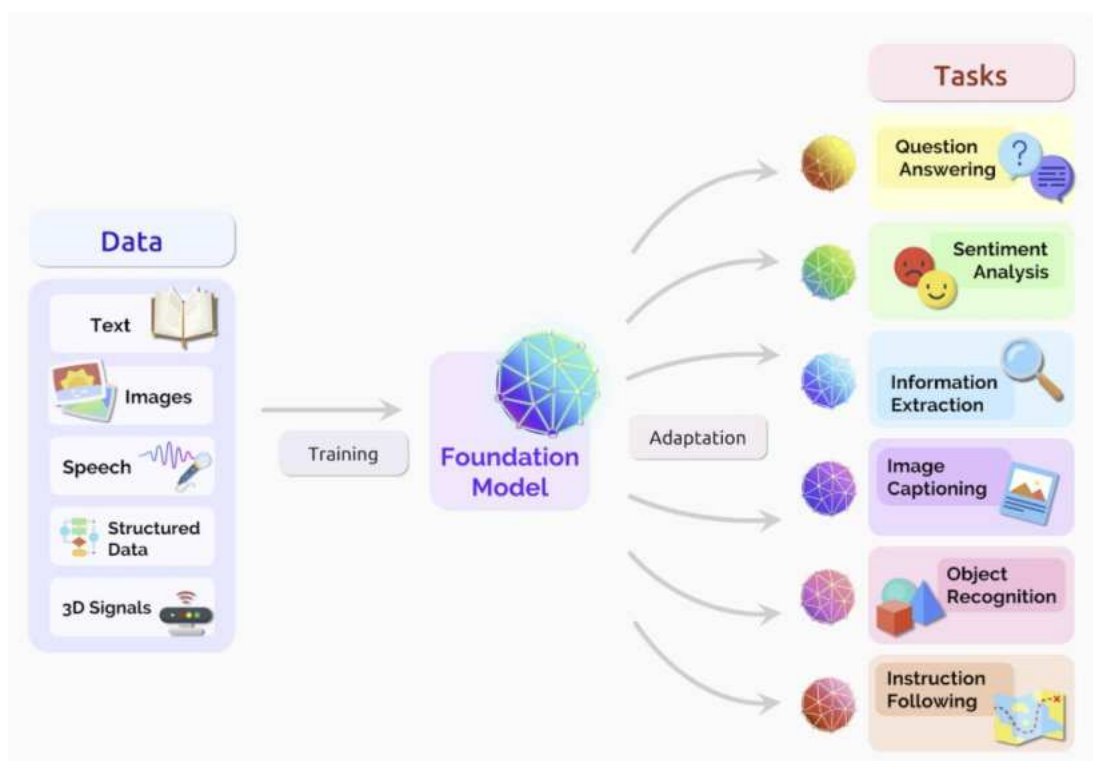 Data
Text
Images
Speech
Structured
Data
3D Signals
Training
Foundation
Model
Adaptation
Tasks
Question
Answering
?
Sentiment
Analysis
Information
Extraction
Image
Captioning
Object
Recognition
Instruction
Following